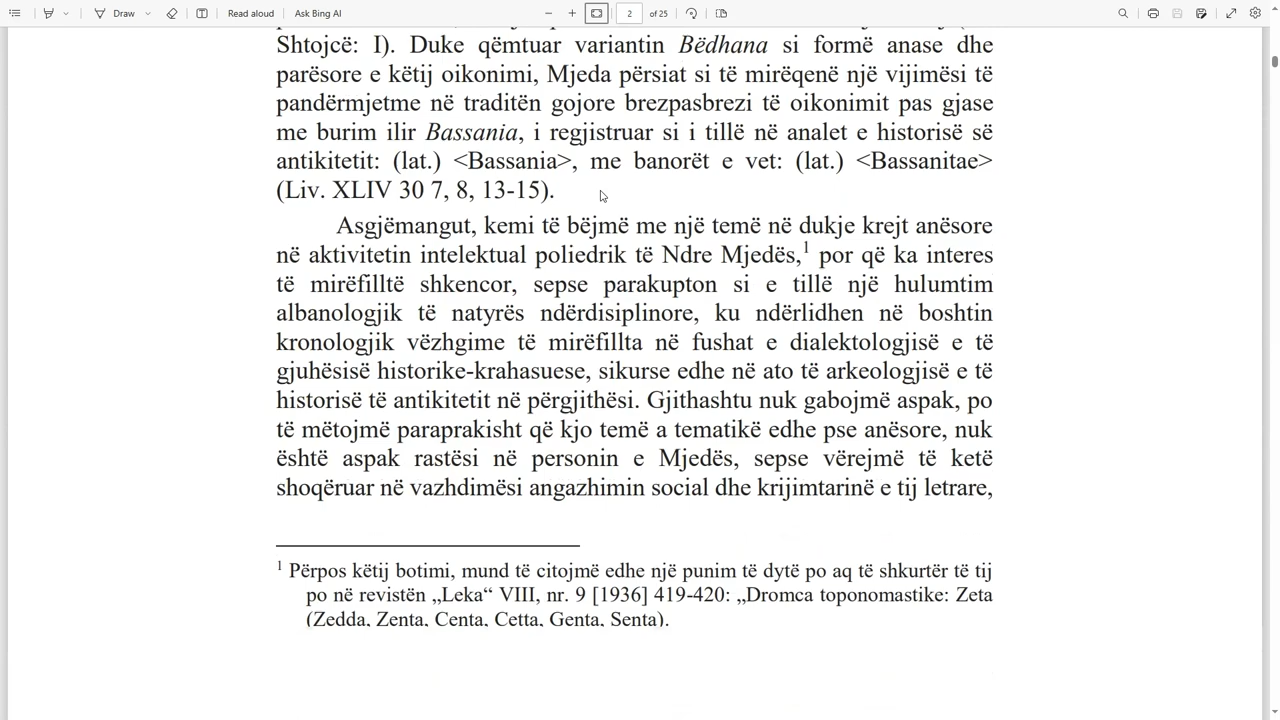 Draw
Read aloud
Ask Bing AI
2 of 25
Shtojcë: I). Duke qëmtuar variantin Bëdhana si formë anase dhe
parësore e këtij oikonimi, Mjeda përsiat si të mirëqenë një vijimësi të
pandërmjetme në traditën gojore brezpasbrezi të oikonimit pas gjase
me burim ilir Bassania, i regjistruar si i tillë në analet e historisë së
antikitetit: (lat.) <Bassania>, me banorët e vet: (lat.) <Bassanitae>
(Liv. XLIV 30 7, 8, 13-15).
Asgjëmangut, kemi të bëjmë me një temë në dukje krejt anësore
në aktivitetin intelektual poliedrik të Ndre Mjedës,1 por që ka interes
të mirëfilltë shkencor, sepse parakupton si e tillë një hulumtim
albanologjik të natyrës ndërdisiplinore, ku ndërlidhen në boshtin
kronologjik vëzhgime të mirëfillta në fushat e dialektologjisë e të
gjuhësisë historike-krahasuese, sikurse edhe në ato të arkeologjisë e të
historisë të antikitetit në përgjithësi. Gjithashtu nuk gabojmë aspak, po
të mëtojmë paraprakisht që kjo temë a tematikë edhe pse anësore, nuk
është aspak rastësi në personin e Mjedës, sepse vërejmë të ketë
shoqëruar në vazhdimësi angazhimin social dhe krijimtarinë e tij letrare,
1 Përpos këtij botimi, mund të citojmë edhe një punim të dytë po aq të shkurtër të tij
po në revistën „Leka“ VIII, nr. 9 [1936] 419-420: „Dromca toponomastike: Zeta
(Zedda, Zenta, Centa, Cetta, Genta, Senta).